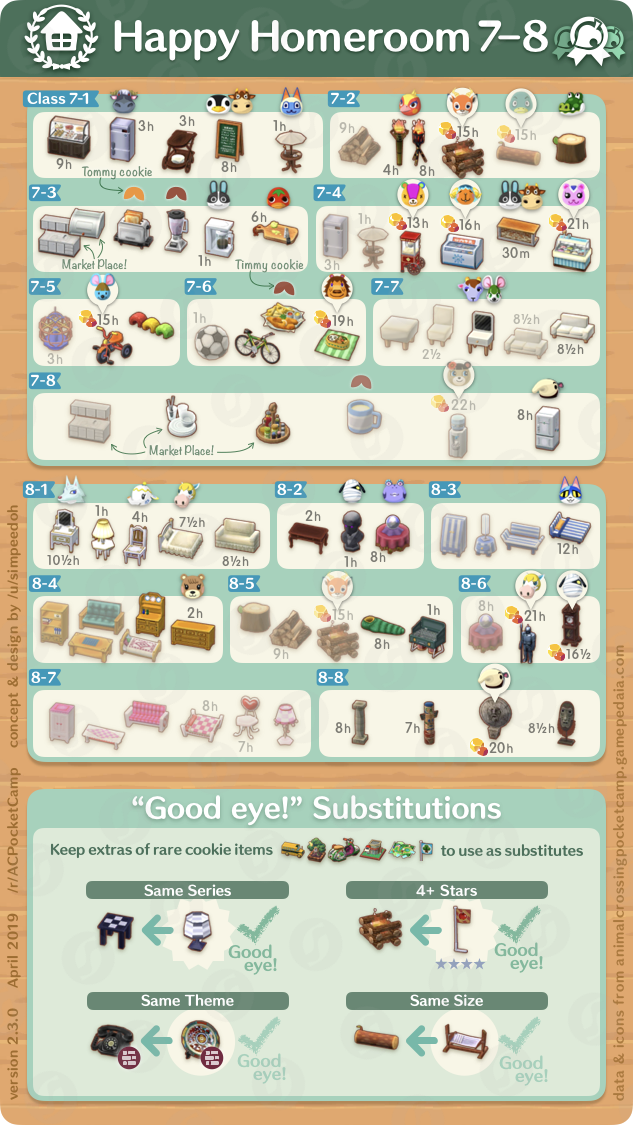 Happy Homeroom 7–8
Class 7-1
3h
3h
1h
9h
8h
Tommy cookie
7-2
9h
15h
15h
4h
8h
7-3
6h
1h
Market Place!
Timmy cookie
7-4
1h
13h
16h
21h
3h
30m
7-5
15h
3h
7-6
1h
19h
7-7
8½h
2½
8½h
7-8
22h
8h
Market Place!
8-1
1h
4h
7½h
10½h
8½h
8-2
2h
1h
8h
8-3
12h
8-4
2h
8-5
15h
1h
9h
8h
8-6
8h
21h
16½
8-7
8h
7h
8-8
8h
7h
8½h
20h
“Good eye!” Substitutions
Keep extras of rare cookie items
to use as substitutes
Same Series
Good
eye!
4+ Stars
Good
eye!
Same Theme
Good
eye!
Same Size
Good
eye!
version 2.3.0 April 2019 /r/ACPocketCamp concept & design by /u/simpeedoh
data & icons from animalcrossingpocketcamp.gamepedaia.com